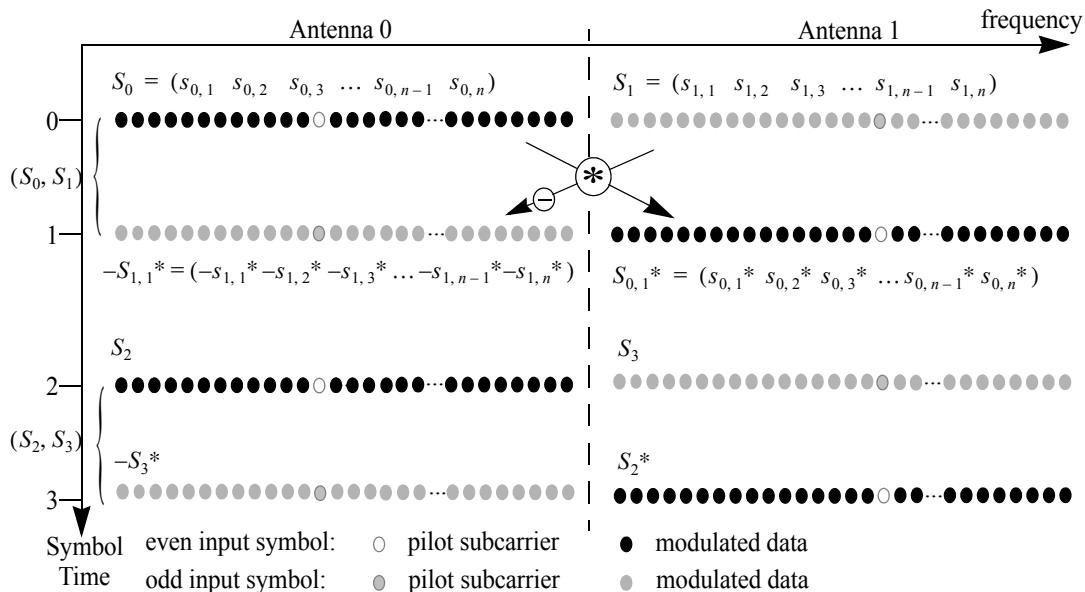 Antenna 0 Antenna 1 frequency
S₀ = (s₀,₁ s₀,₂ s₀,₃ … s₀,ₙ₋₁ s₀,ₙ) S₁ = (s₁,₁ s₁,₂ s₁,₃ … s₁,ₙ₋₁ s₁,ₙ)
0 ... ...
(S₀, S₁) *
−
1 ... ...
−S₁,₁* = (−s₁,₁* −s₁,₂* −s₁,₃* … −s₁,ₙ₋₁* −s₁,ₙ*) S₀,₁* = (s₀,₁* s₀,₂* s₀,₃* … s₀,ₙ₋₁* s₀,ₙ*)
S₂ S₃
2 ... ...
(S₂, S₃)
−S₃* S₂*
3 ... ...
Symbol Time
even input symbol: pilot subcarrier modulated data
odd input symbol: pilot subcarrier modulated data